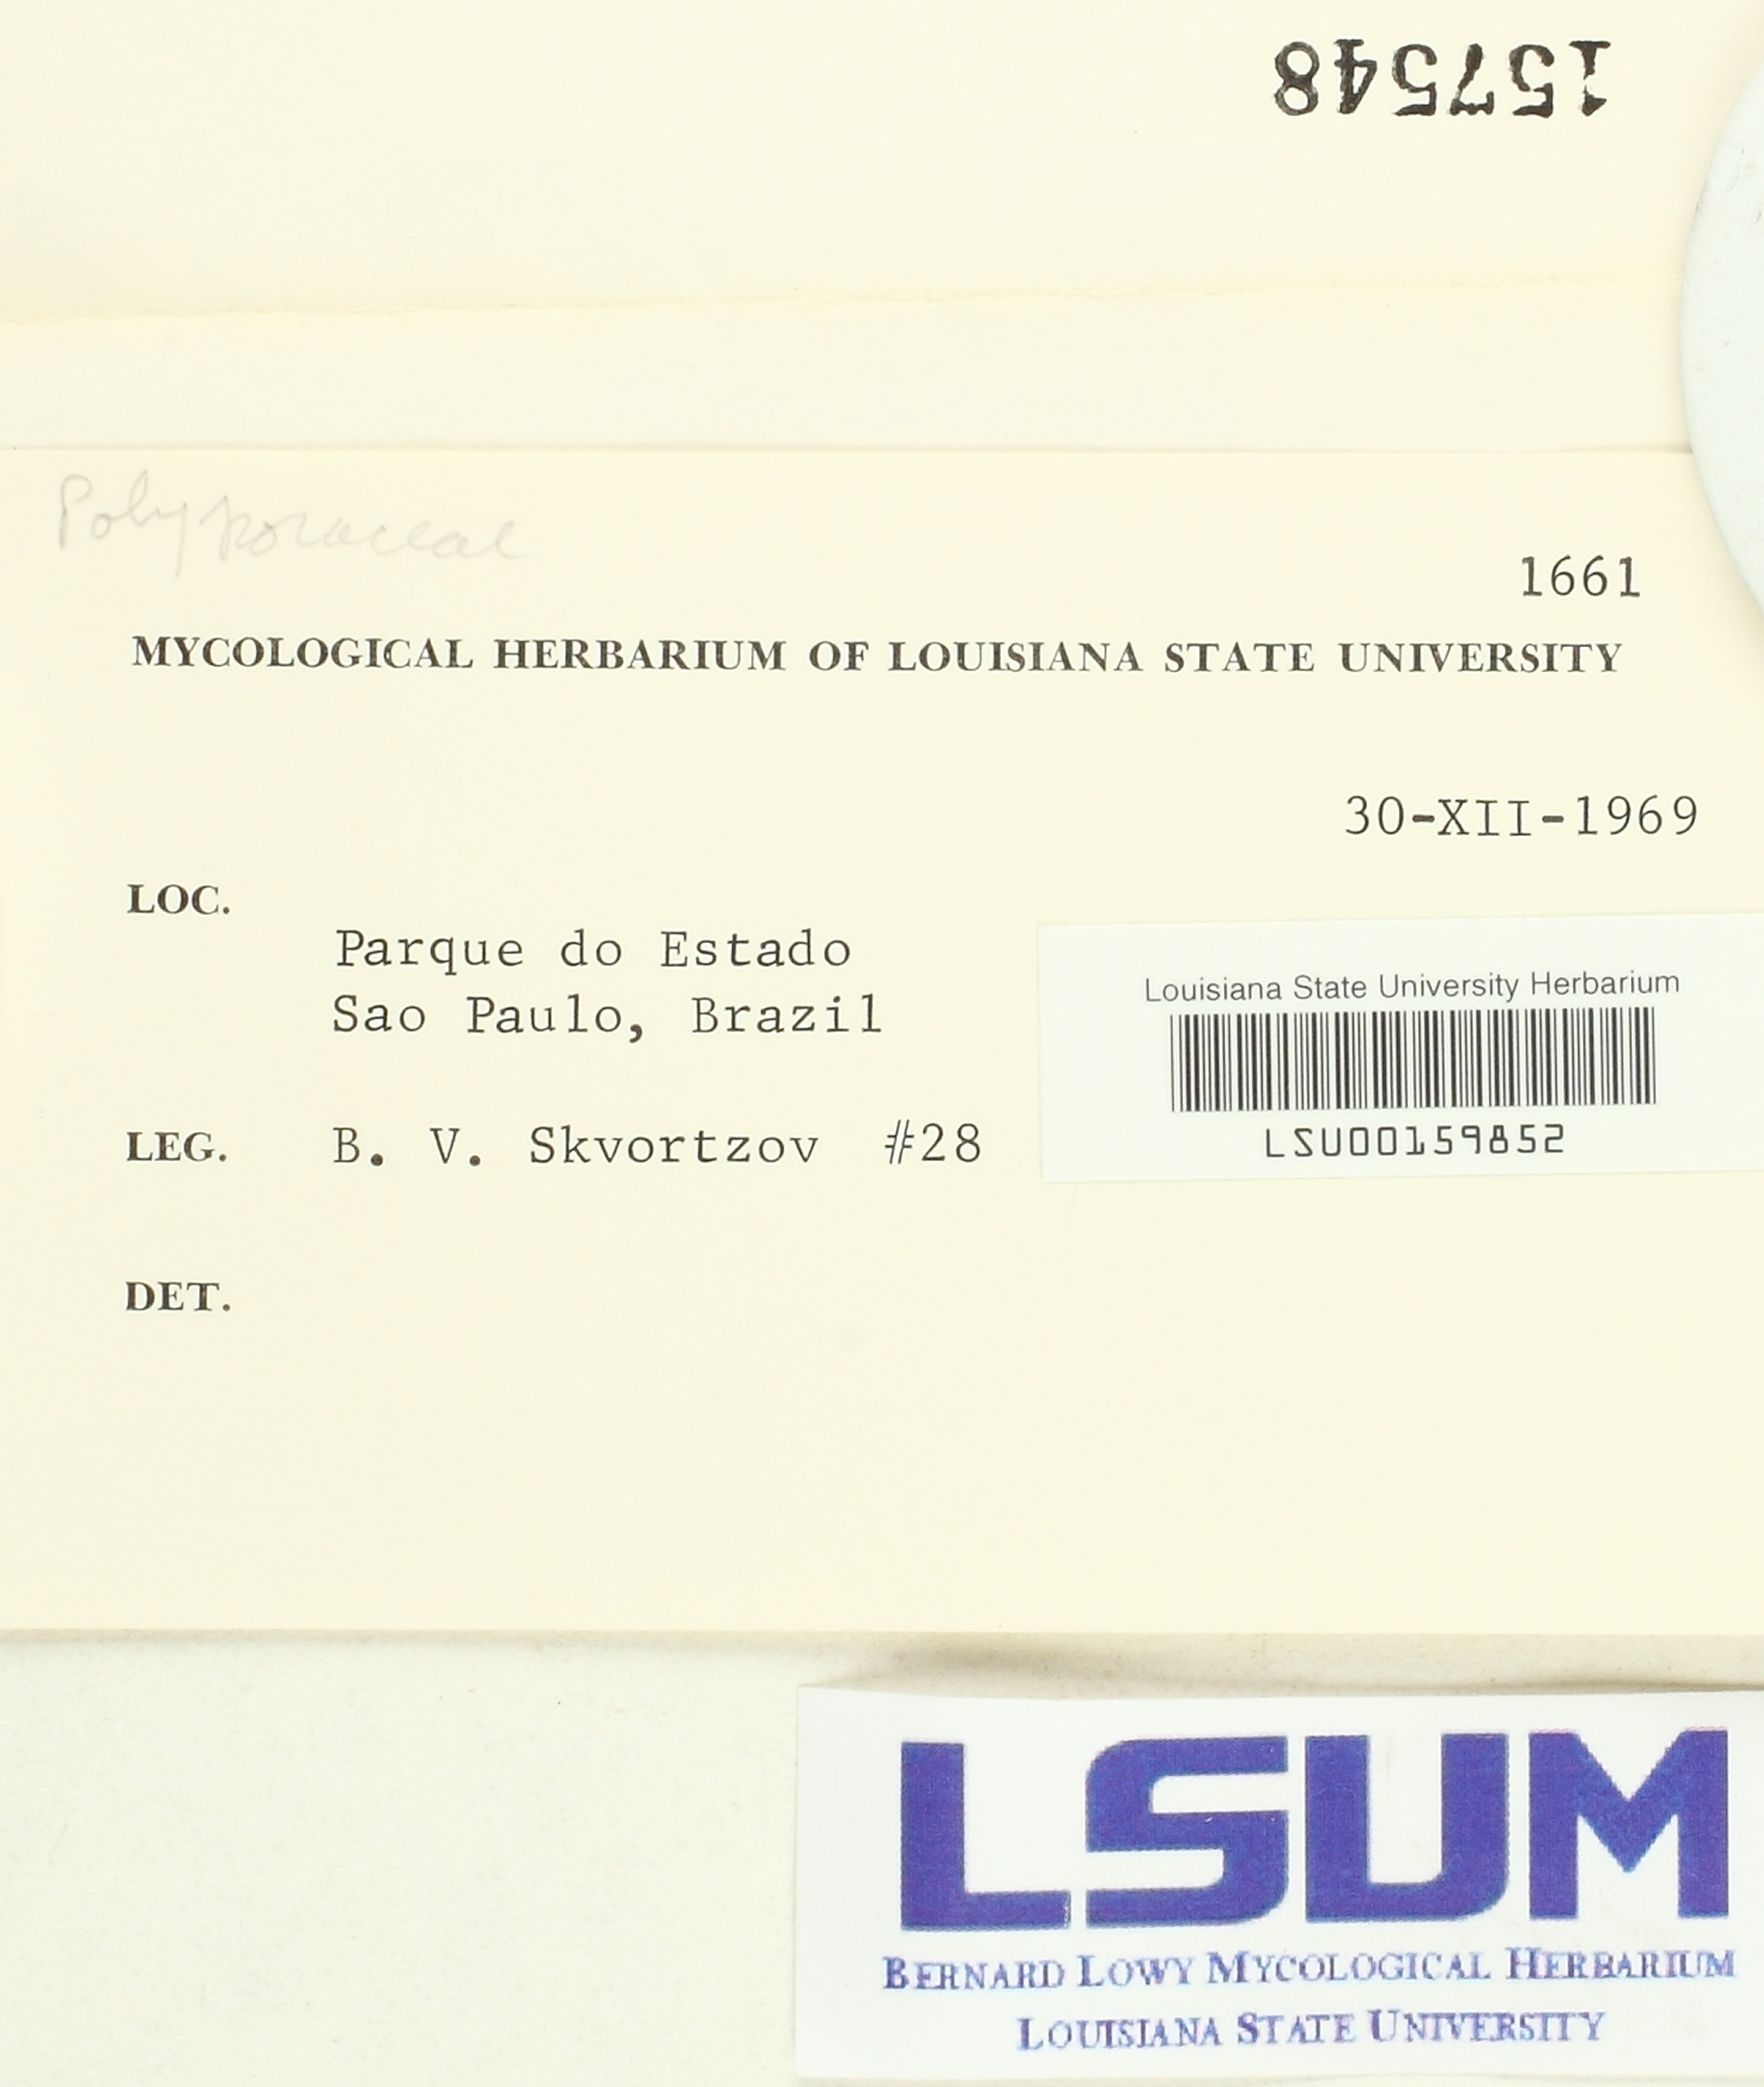 157548
Polyporaceae
1661
MYCOLOGICAL HERBARIUM OF LOUISIANA STATE UNIVERSITY
30-XII-1969
LOC.
Parque do Estado
Sao Paulo, Brazil
LEG. B. V. Skvortzov #28
Louisiana State University Herbarium
LSU00159852
DET.
LSUM
BERNARD LOWY MYCOLOGICAL HERBARIUM
LOUISIANA STATE UNIVERSITY